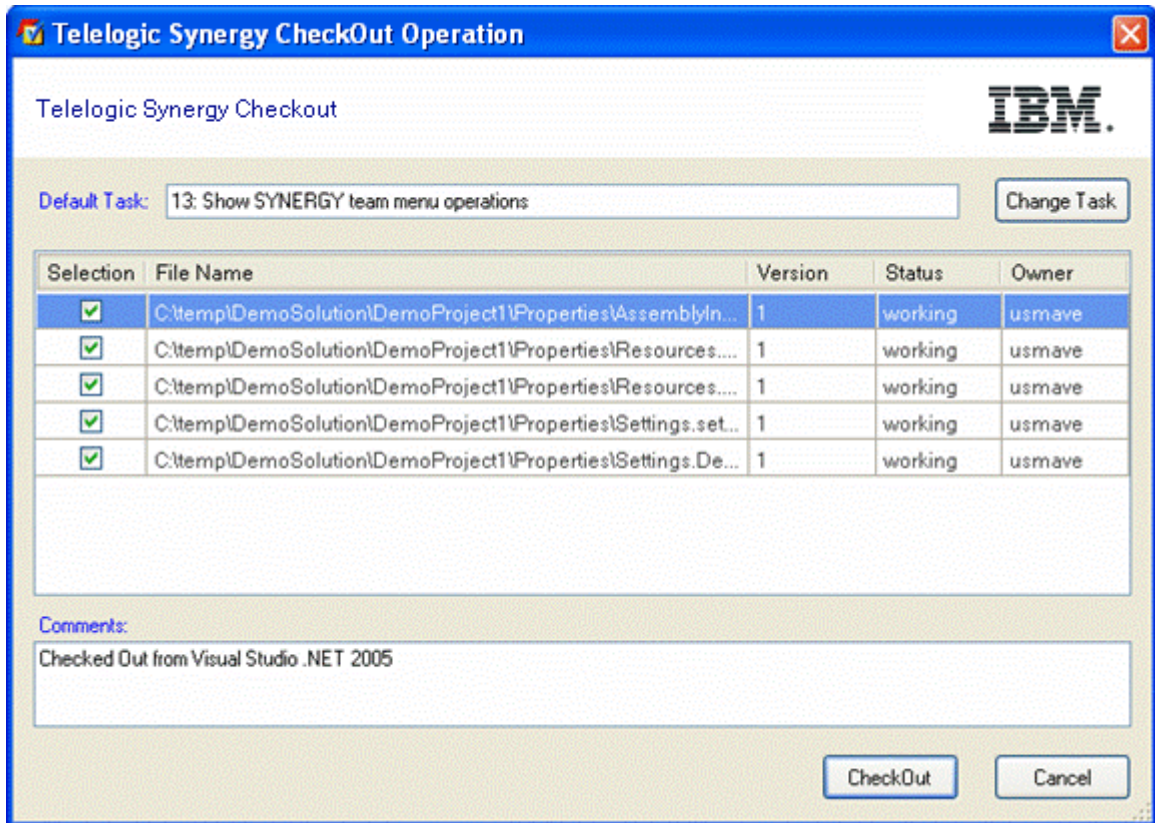 Telelogic Synergy CheckOut Operation
Telelogic Synergy Checkout
IBM.
Default Task: 13: Show SYNERGY team menu operations Change Task
Selection File Name Version Status Owner
C:\temp\DemoSolution\DemoProject1\Properties\AssemblyIn... 1 working usmave
C:\temp\DemoSolution\DemoProject1\Properties\Resources.... 1 working usmave
C:\temp\DemoSolution\DemoProject1\Properties\Resources.... 1 working usmave
C:\temp\DemoSolution\DemoProject1\Properties\Settings.set... 1 working usmave
C:\temp\DemoSolution\DemoProject1\Properties\Settings.De... 1 working usmave
Comments:
Checked Out from Visual Studio .NET 2005
CheckOut Cancel